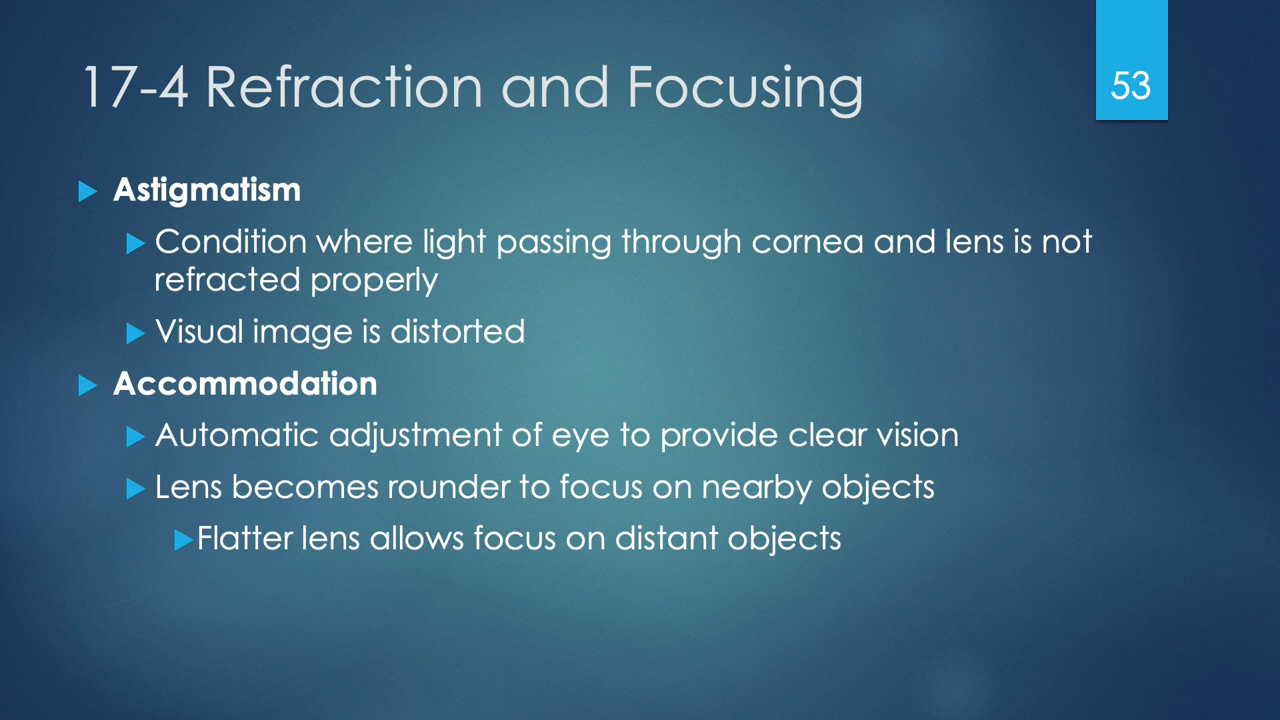 17-4 Refraction and Focusing
53
Astigmatism
Condition where light passing through cornea and lens is not
refracted properly
Visual image is distorted
Accommodation
Automatic adjustment of eye to provide clear vision
Lens becomes rounder to focus on nearby objects
Flatter lens allows focus on distant objects